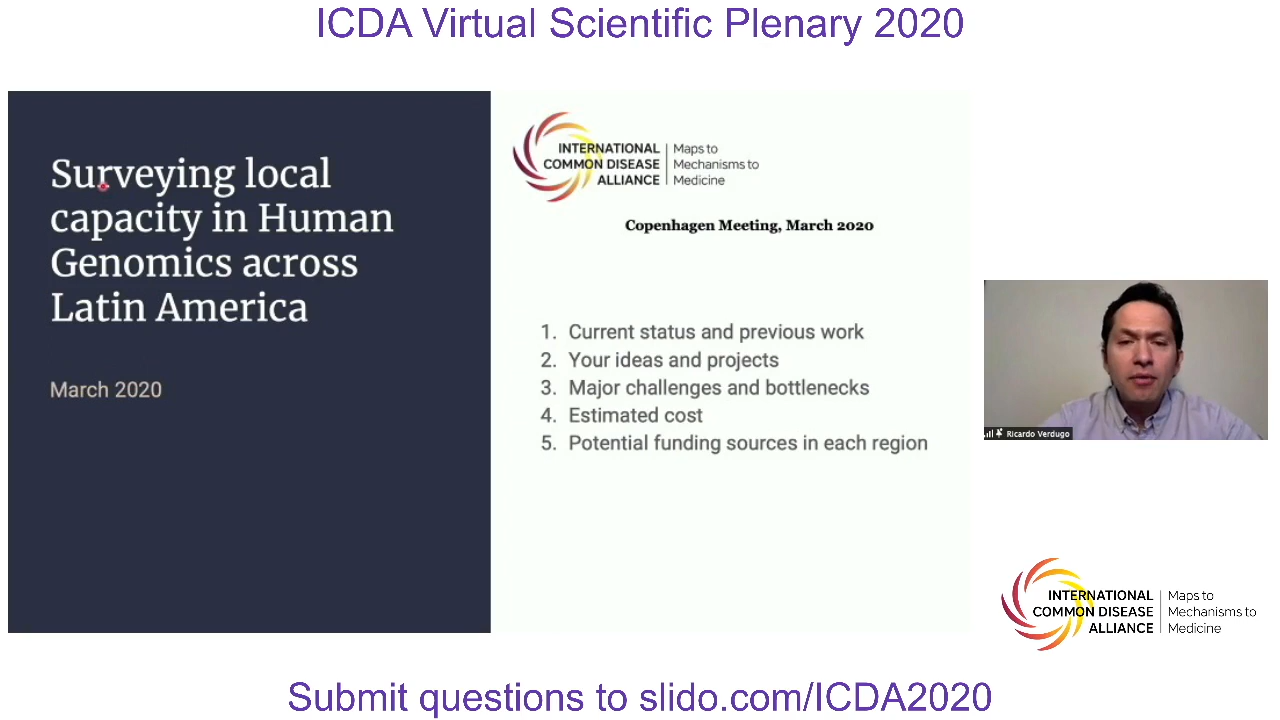 ICDA Virtual Scientific Plenary 2020
Surveying local
capacity in Human
Genomics across
Latin America
March 2020
INTERNATIONAL
COMMON DISEASE
ALLIANCE
Maps to
Mechanisms to
Medicine
Copenhagen Meeting, March 2020
1. Current status and previous work
2. Your ideas and projects
3. Major challenges and bottlenecks
4. Estimated cost
5. Potential funding sources in each region
Ricardo Verdugo
INTERNATIONAL
COMMON DISEASE
ALLIANCE
Maps to
Mechanisms to
Medicine
Submit questions to slido.com/ICDA2020